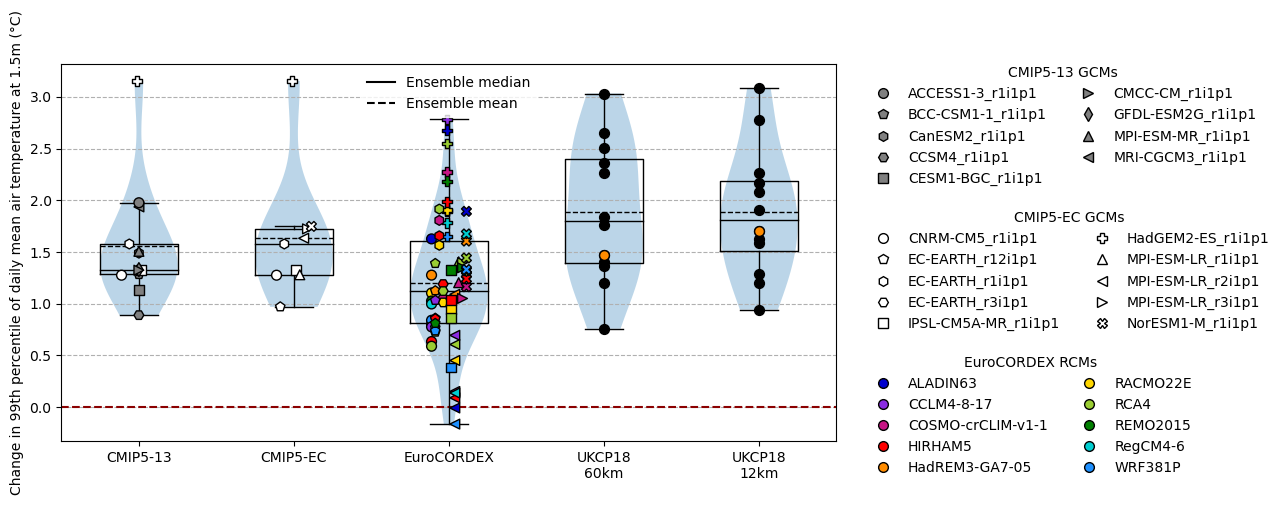 Change in 99th percentile of daily mean air temperature at 1.5m (°C)
3.0
2.5
2.0
1.5
1.0
0.5
0.0
Ensemble median
Ensemble mean
CMIP5-13
CMIP5-EC
EuroCORDEX
UKCP18
60km
UKCP18
12km
CMIP5-13 GCMs
ACCESS1-3_r1i1p1
BCC-CSM1-1_r1i1p1
CanESM2_r1i1p1
CCSM4_r1i1p1
CESM1-BGC_r1i1p1
CMCC-CM_r1i1p1
GFDL-ESM2G_r1i1p1
MPI-ESM-MR_r1i1p1
MRI-CGCM3_r1i1p1
CMIP5-EC GCMs
CNRM-CM5_r1i1p1
EC-EARTH_r12i1p1
EC-EARTH_r1i1p1
EC-EARTH_r3i1p1
IPSL-CM5A-MR_r1i1p1
HadGEM2-ES_r1i1p1
MPI-ESM-LR_r1i1p1
MPI-ESM-LR_r2i1p1
MPI-ESM-LR_r3i1p1
NorESM1-M_r1i1p1
EuroCORDEX RCMs
ALADIN63
CCLM4-8-17
COSMO-crCLIM-v1-1
HIRHAM5
HadREM3-GA7-05
RACMO22E
RCA4
REMO2015
RegCM4-6
WRF381P